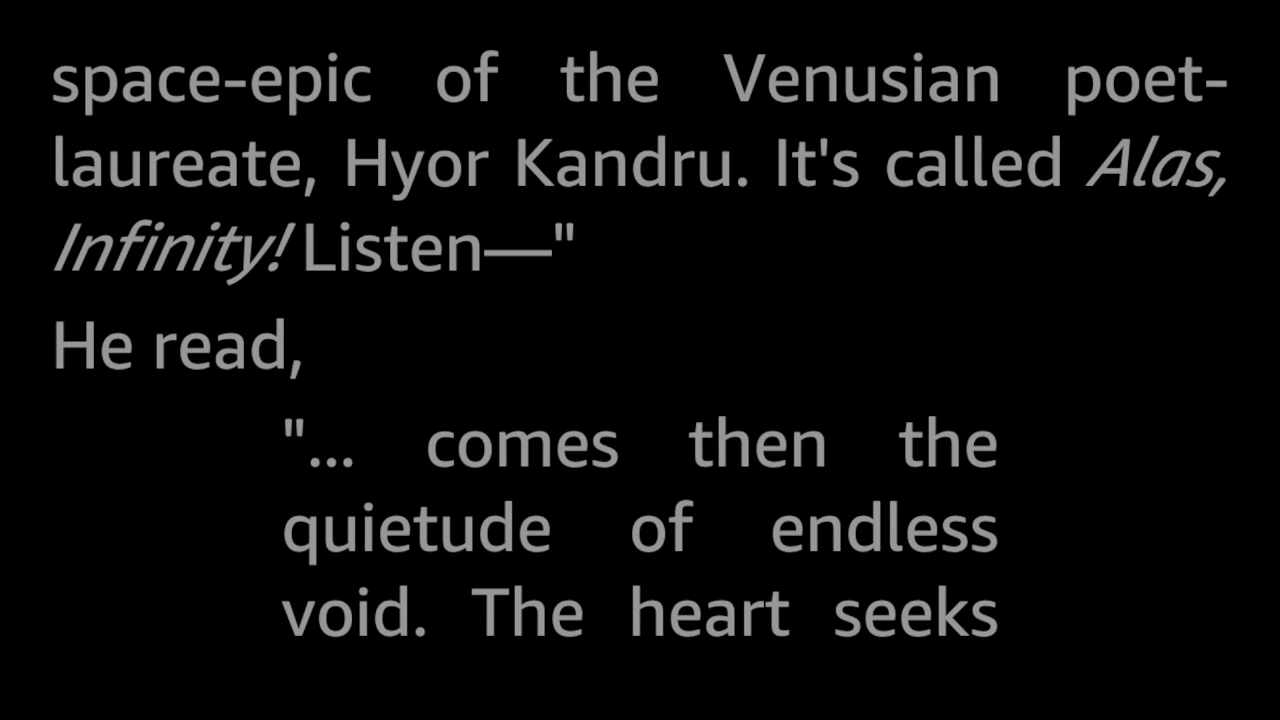 space-epic of the Venusian poet-
laureate, Hyor Kandru. It's called Alas,
Infinity! Listen—"
He read,
"... comes then the
quietude of endless
void. The heart seeks